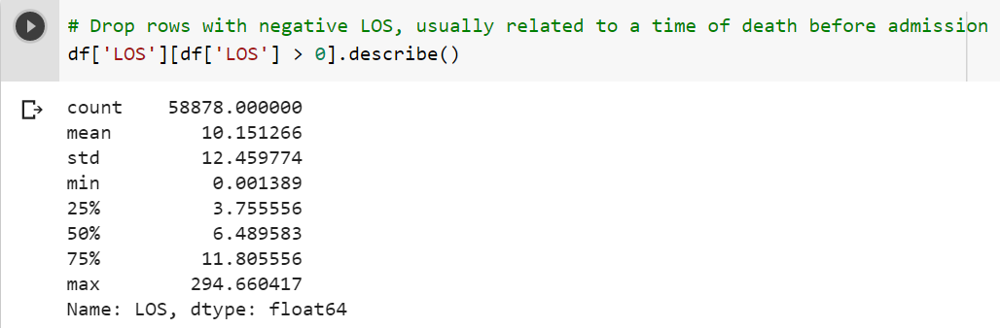 # Drop rows with negative LOS, usually related to a time of death before admission
df['LOS'][df['LOS'] > 0].describe()
count    58878.000000
mean        10.151266
std         12.459774
min          0.001389
25%          3.755556
50%          6.489583
75%         11.805556
max        294.660417
Name: LOS, dtype: float64